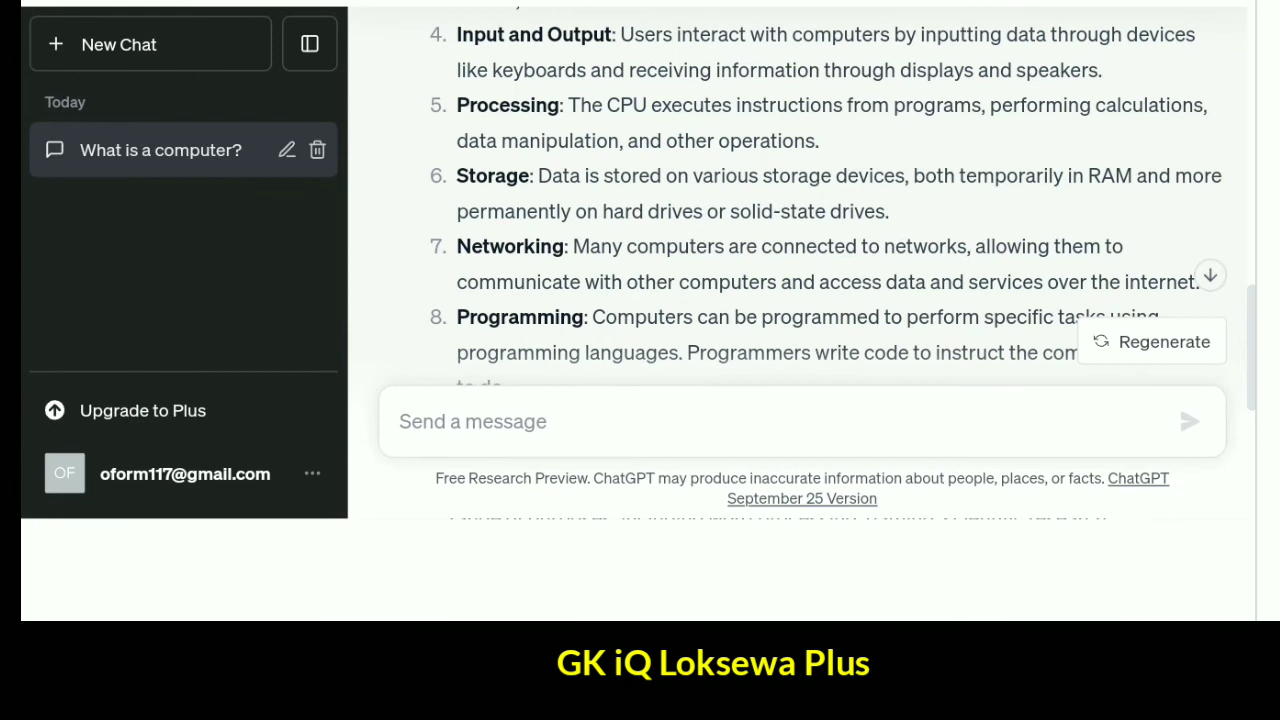 New Chat
Today
What is a computer?
Upgrade to Plus
OF
oform117@gmail.com
4. Input and Output: Users interact with computers by inputting data through devices
like keyboards and receiving information through displays and speakers.
5. Processing: The CPU executes instructions from programs, performing calculations,
data manipulation, and other operations.
6. Storage: Data is stored on various storage devices, both temporarily in RAM and more
permanently on hard drives or solid-state drives.
7. Networking: Many computers are connected to networks, allowing them to
communicate with other computers and access data and services over the internet.
8. Programming: Computers can be programmed to perform specific tasks using
programming languages. Programmers write code to instruct the com
to do
Regenerate
Send a message
Free Research Preview. ChatGPT may produce inaccurate information about people, places, or facts. ChatGPT
September 25 Version
GK iQ Loksewa Plus